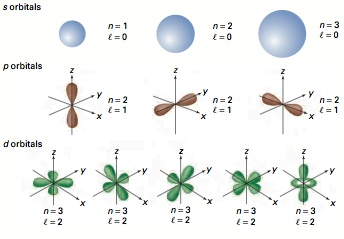 s orbitals
n = 1
ℓ = 0
n = 2
ℓ = 0
n = 3
ℓ = 0
p orbitals
z
y
x
n = 2
ℓ = 1
z
y
x
n = 2
ℓ = 1
z
y
x
n = 2
ℓ = 1
d orbitals
z
y
x
n = 3
ℓ = 2
z
y
x
n = 3
ℓ = 2
z
y
x
n = 3
ℓ = 2
z
y
x
n = 3
ℓ = 2
z
y
x
n = 3
ℓ = 2